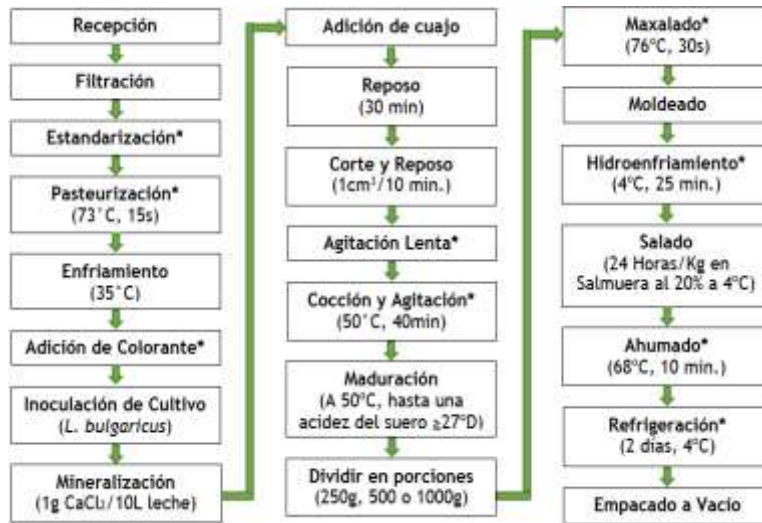 Recepción
Filtración
Estandarización*
Pasteurización*
(73°C, 15s)
Enfriamiento
(35°C)
Adición de Colorante*
Inoculación de Cultivo
(L. bulgaricus)
Mineralización
(1g CaCl₂/10L leche)
Adición de cuajo
Reposo
(30 min)
Corte y Reposo
(1cm³/10 min.)
Agitación Lenta*
Cocción y Agitación*
(50°C, 40min)
Maduración
(A 50°C, hasta una
acidez del suero ≥27°D)
Dividir en porciones
(250g, 500 o 1000g)
Maxalado*
(76°C, 30s)
Moldeado
Hidroenfriamiento*
(4°C, 25 min.)
Salado
(24 Horas/Kg en
Salmuera al 20% a 4°C)
Ahumado*
(68°C, 10 min.)
Refrigeración*
(2 días, 4°C)
Empacado a Vacío